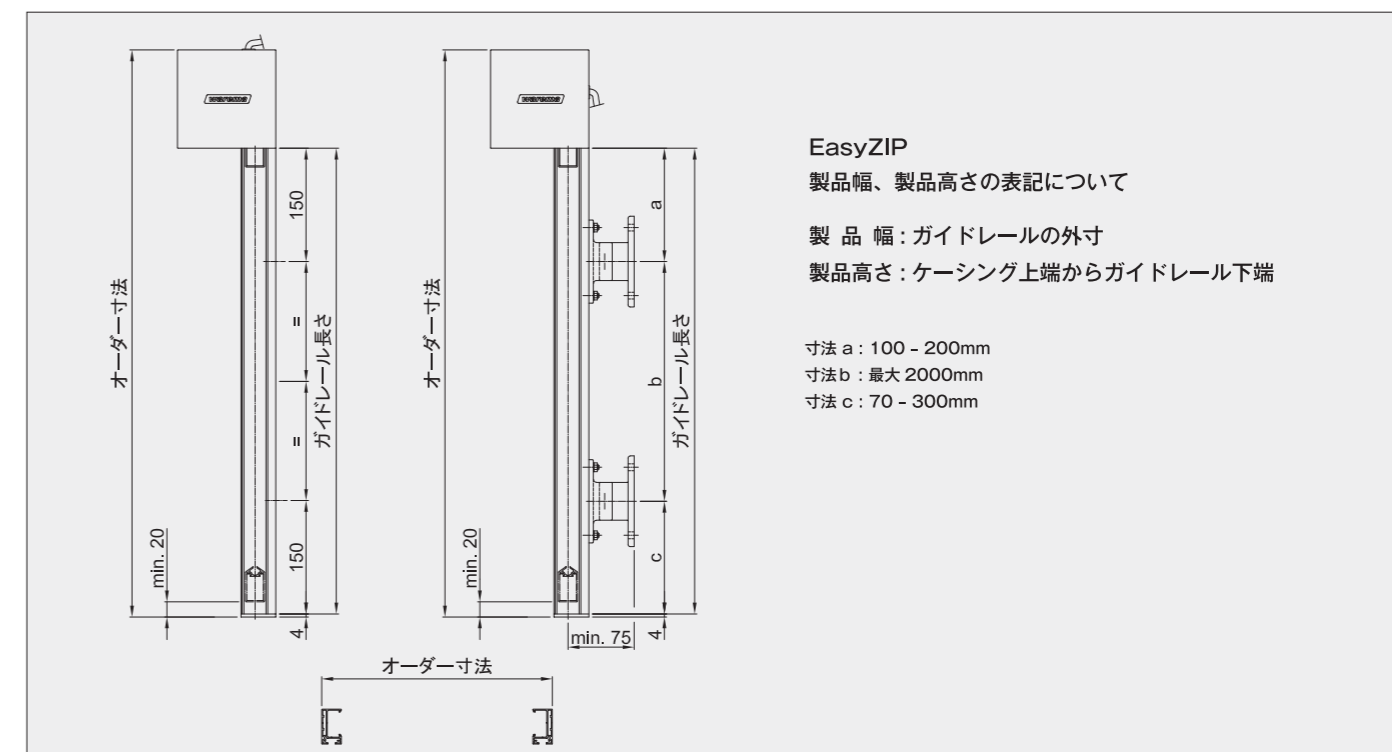 warema
warema
オーダー寸法
150
=
=
150
ガイドレール長さ
min. 20
4
オーダー寸法
a
b
c
ガイドレール長さ
min. 20
min. 75
4
オーダー寸法
EasyZIP
製品幅、製品高さの表記について
製 品 幅 : ガイドレールの外寸
製品高さ : ケーシング上端からガイドレール下端
寸法 a : 100 - 200mm
寸法 b : 最大 2000mm
寸法 c : 70 - 300mm